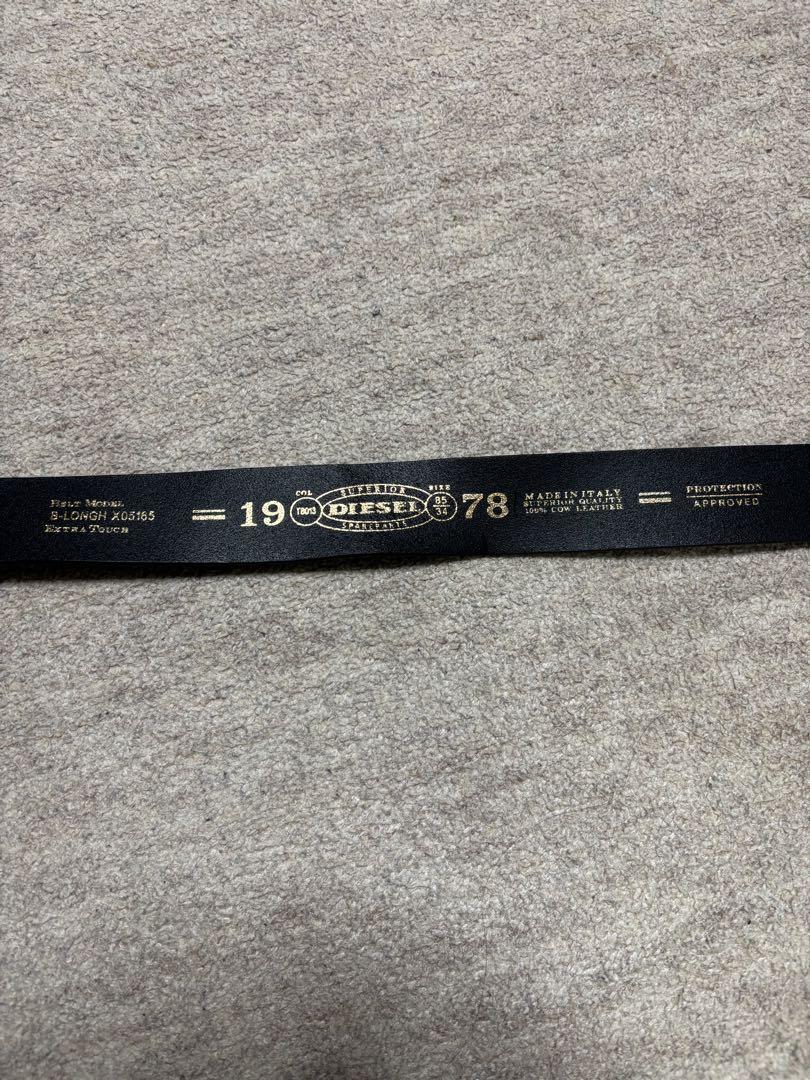 BELT MODEL
B-LONGH X05165
EXTRA TOUCH
19
COL
T8013
SUPERIOR
DIESEL
SPAREPARTS
SIZE
85
34
78
MADE IN ITALY
SUPERIOR QUALITY
100% COW LEATHER
PROTECTION
APPROVED